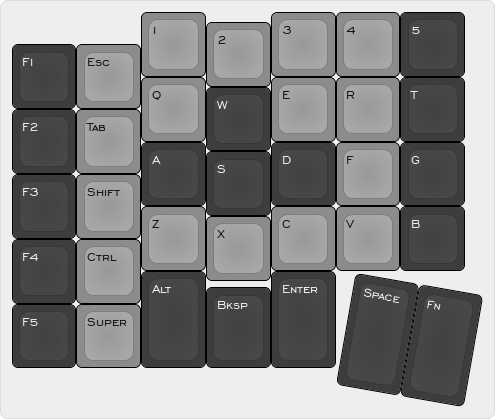 1 2 3 4 5
F1 Esc
Q W E R T
F2 Tab
A S D F G
F3 Shift
Z X C V B
F4 Ctrl
Alt Bksp Enter Space Fn
F5 Super